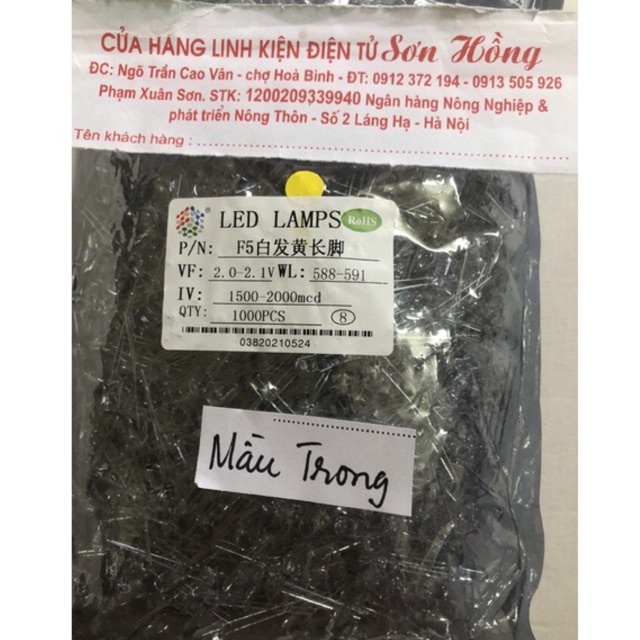 CỬA HÀNG LINH KIỆN ĐIỆN TỬ Sơn Hồng
ĐC: Ngõ Trần Cao Vân - chợ Hoà Bình - ĐT: 0912 372 194 - 0913 505 926
Phạm Xuân Sơn. STK: 1200209339940 Ngân hàng Nông Nghiệp &
phát triển Nông Thôn - Số 2 Láng Hạ - Hà Nội
Tên khách hàng :
LED LAMPS RoHS
P/N: F5白发黄长脚
VF: 2.0-2.1V WL: 588-591
IV: 1500-2000mcd
QTY: 1000PCS 8
03820210524
Mầu Trong